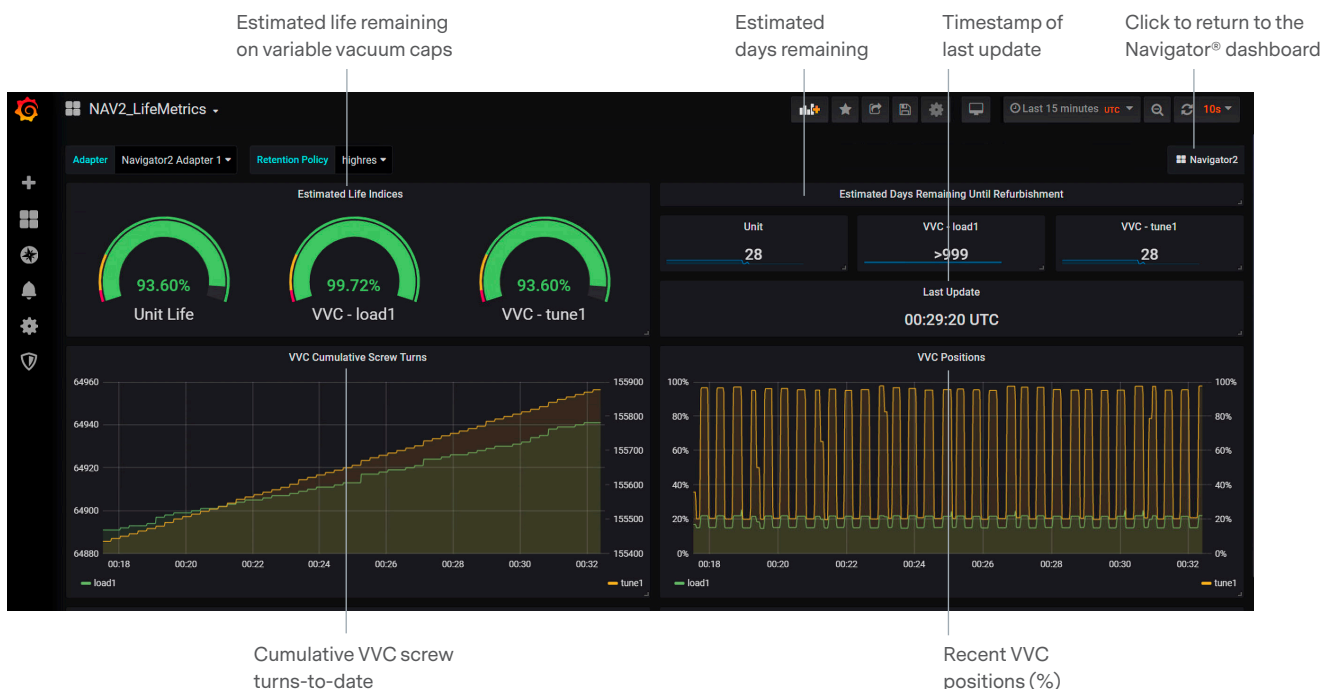 Estimated life remaining
on variable vacuum caps
Estimated
days remaining
Timestamp of
last update
Click to return to the
Navigator® dashboard
NAV2_LifeMetrics
Last 15 minutes UTC
10s
Adapter Navigator2 Adapter 1
Retention Policy highres
Navigator2
Estimated Life Indices
93.60%
Unit Life
99.72%
VVC - load1
93.60%
VVC - tune1
Estimated Days Remaining Until Refurbishment
Unit
28
VVC - load1
>999
VVC - tune1
28
Last Update
00:29:20 UTC
VVC Cumulative Screw Turns
64960
64940
64920
64900
64880
155900
155800
155700
155600
155500
155400
00:18 00:20 00:22 00:24 00:26 00:28 00:30 00:32
load1
tune1
VVC Positions
100%
80%
60%
40%
20%
0%
100%
80%
60%
40%
20%
0%
00:18 00:20 00:22 00:24 00:26 00:28 00:30 00:32
load1
tune1
Cumulative VVC screw
turns-to-date
Recent VVC
positions (%)